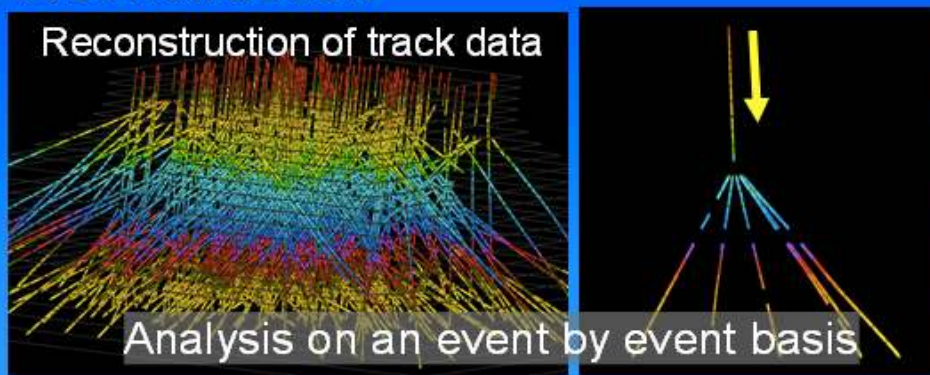 Reconstruction of track data
Analysis on an event by event basis